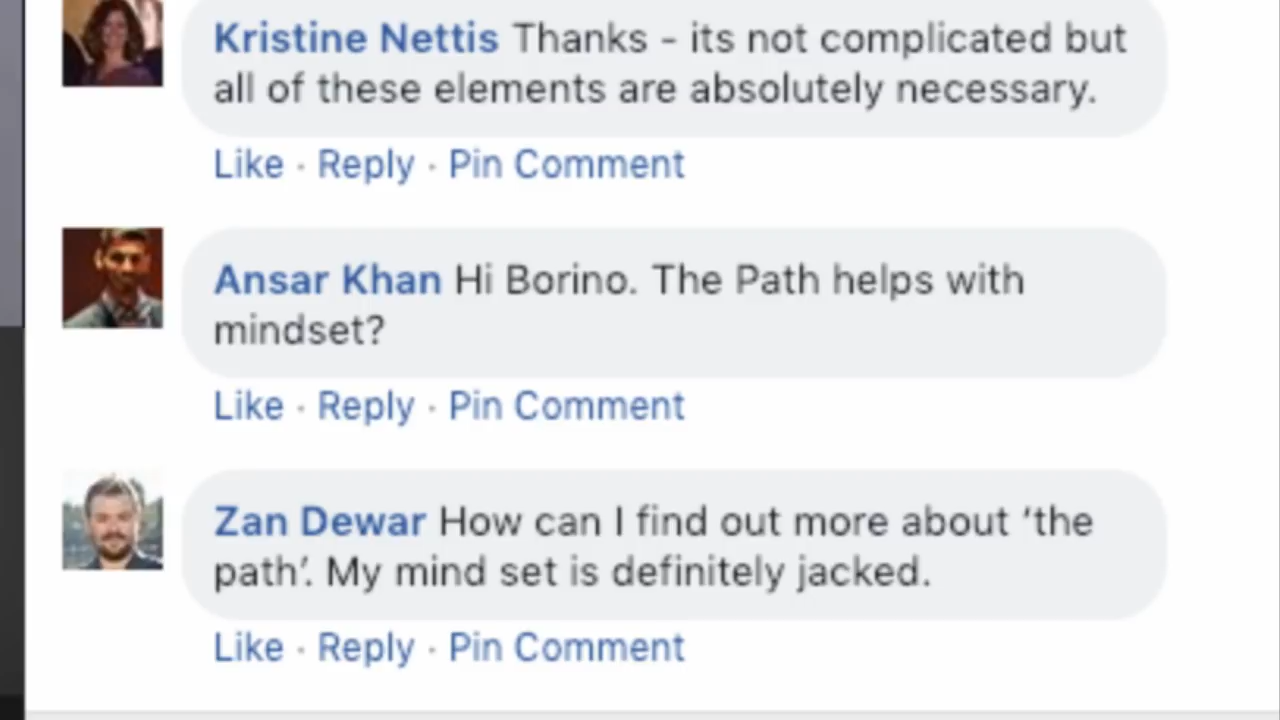 Kristine Nettis Thanks - its not complicated but
all of these elements are absolutely necessary.
Like · Reply · Pin Comment
Ansar Khan Hi Borino. The Path helps with
mindset?
Like · Reply · Pin Comment
Zan Dewar How can I find out more about ‘the
path’. My mind set is definitely jacked.
Like · Reply · Pin Comment